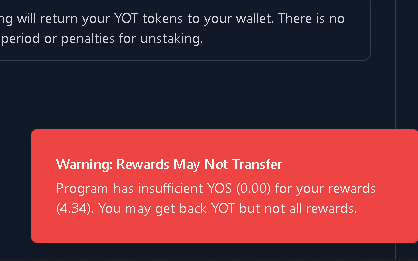 ng will return your YOT tokens to your wallet. There is no
period or penalties for unstaking.
Warning: Rewards May Not Transfer
Program has insufficient YOS (0.00) for your rewards
(4.34). You may get back YOT but not all rewards.